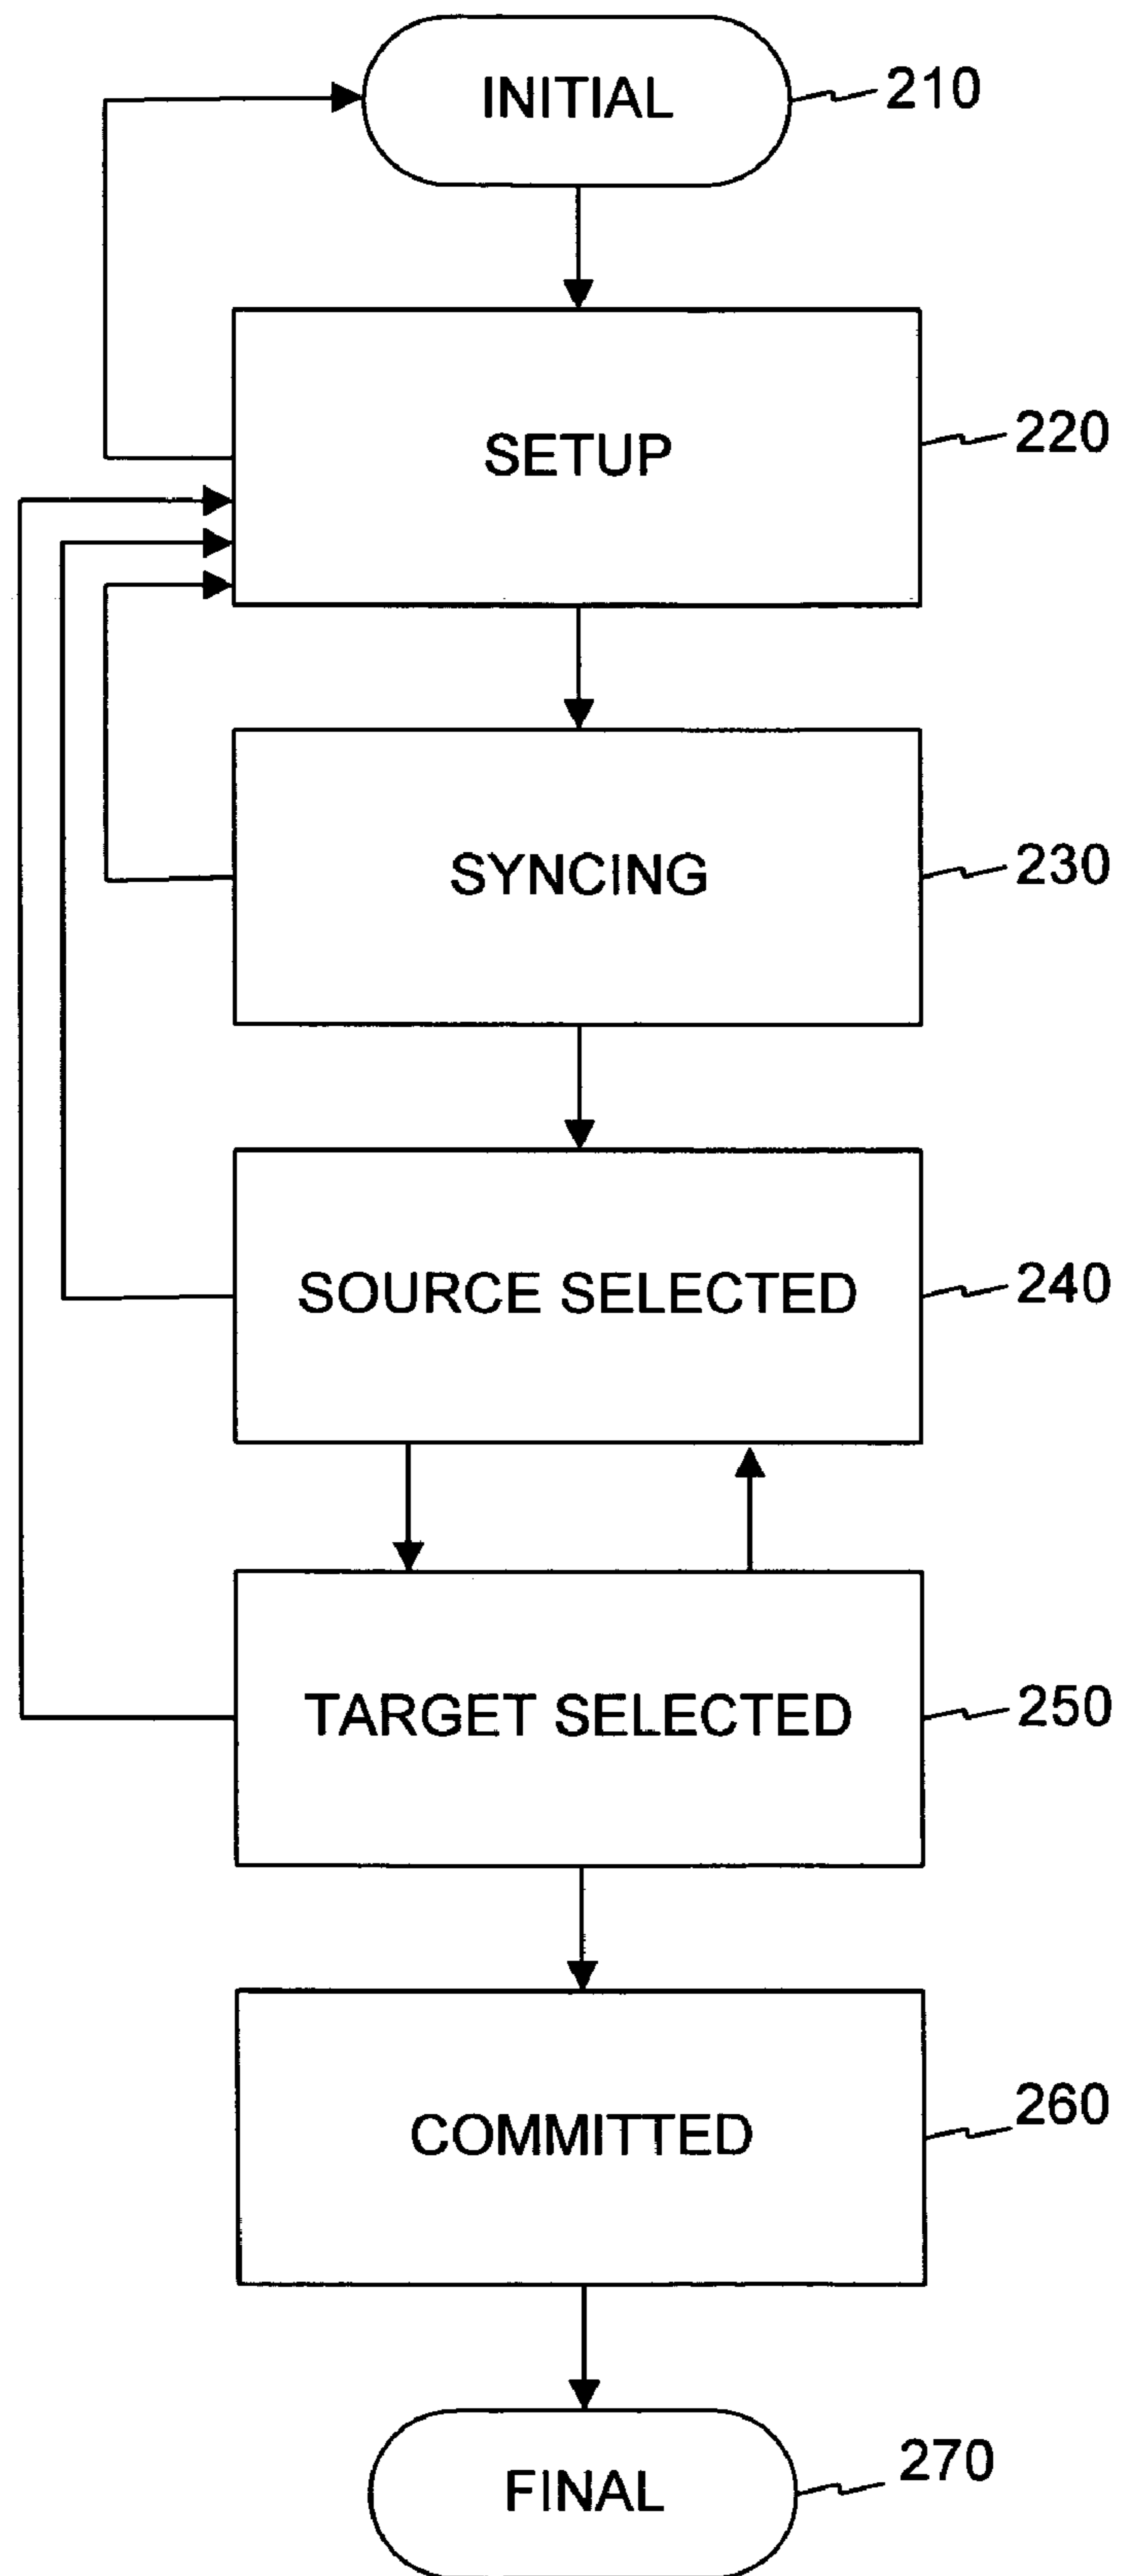 INITIAL
210
SETUP
220
SYNCING
230
SOURCE SELECTED
240
TARGET SELECTED
250
COMMITTED
260
FINAL
270